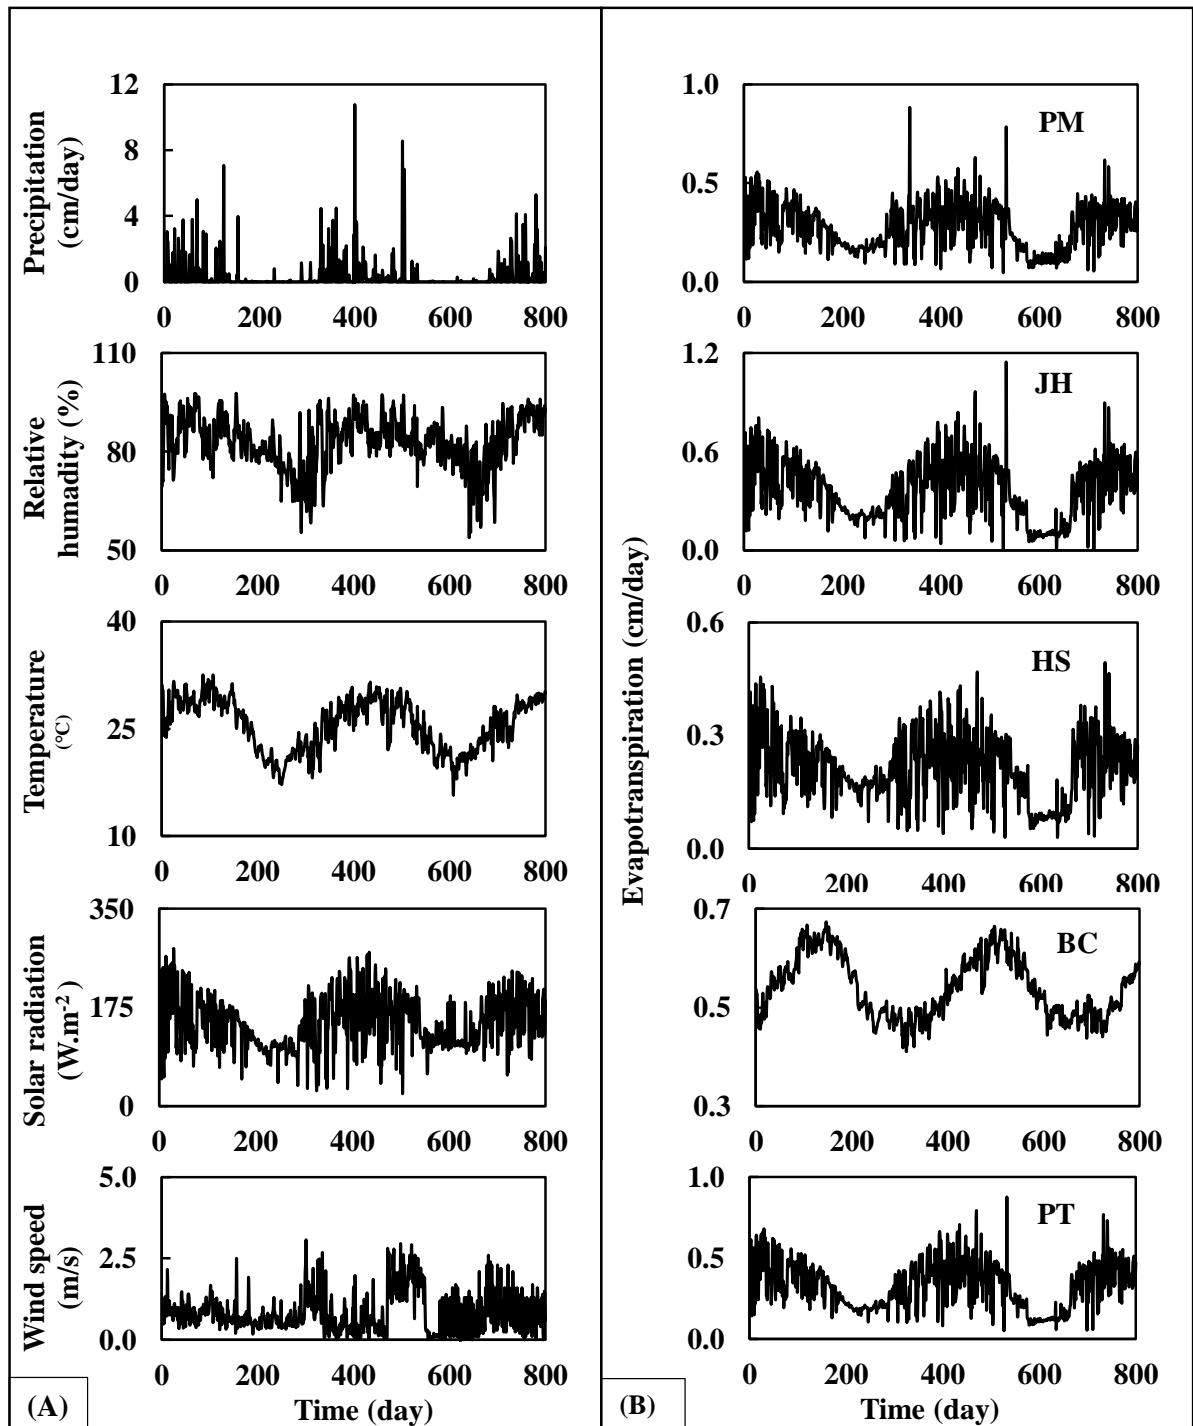 Precipitation
(cm/day)
12
8
4
0
0 200 400 600 800
Relative
humadity (%)
110
80
50
0 200 400 600 800
Temperature
(°C)
40
25
10
0 200 400 600 800
Solar radiation
(W.m-2 )
350
175
0
0 200 400 600 800
Wind speed
(m/s)
5.0
2.5
0.0
0 200 400 600 800
(A)
Time (day)
Evapotranspiration (cm/day)
PM
1.0
0.5
0.0
0 200 400 600 800
JH
1.2
0.6
0.0
0 200 400 600 800
HS
0.6
0.3
0.0
0 200 400 600 800
BC
0.7
0.5
0.3
0 200 400 600 800
PT
1.0
0.5
0.0
0 200 400 600 800
(B)
Time (day)